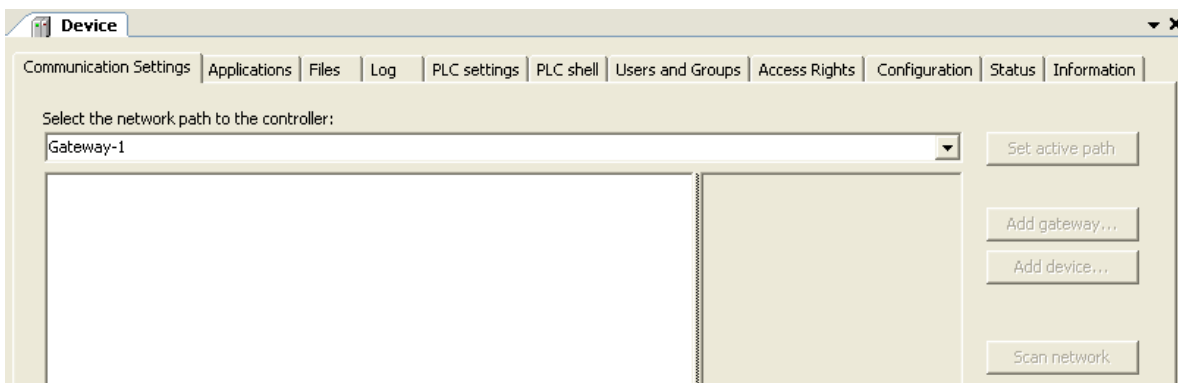 Device
Communication Settings Applications Files Log PLC settings PLC shell Users and Groups Access Rights Configuration Status Information
Select the network path to the controller:
Gateway-1
Set active path
Add gateway...
Add device...
Scan network